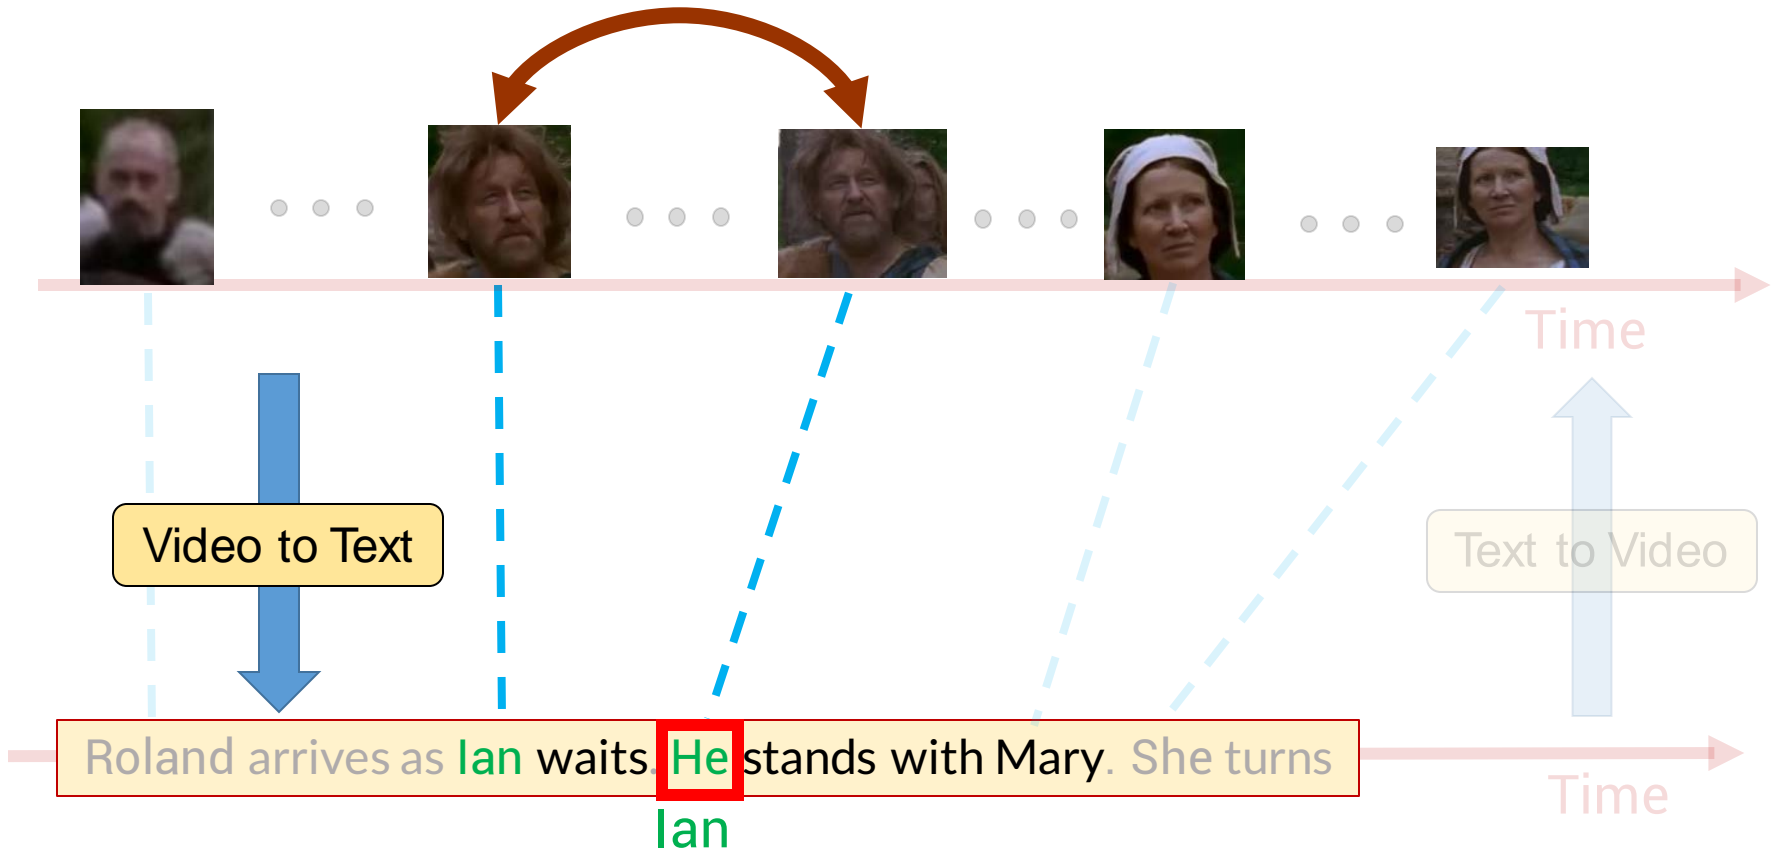 Time
Video to Text
Text to Video
Roland arrives as Ian waits. He stands with Mary. She turns
Time
Ian